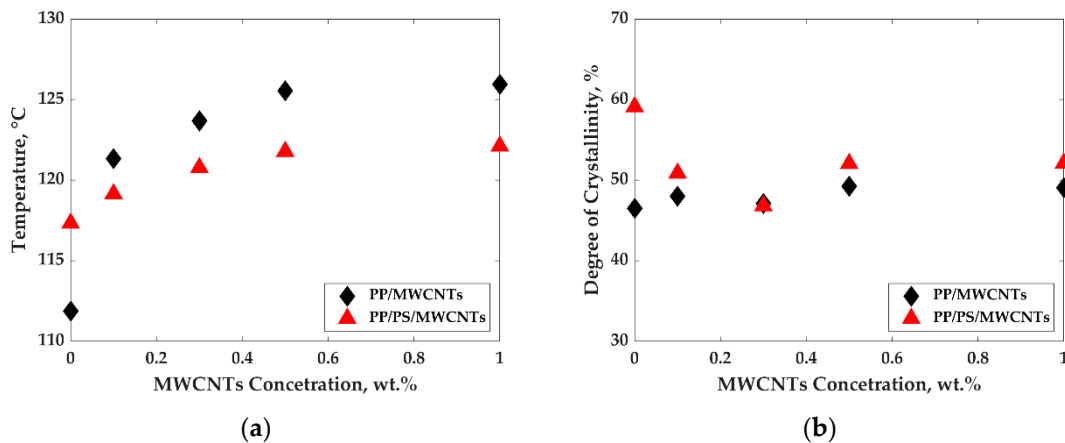 130
125
120
115
110
Temperature, °C
0
0.2
0.4
0.6
0.8
1
MWCNTs Concetration, wt.%
PP/MWCNTs
PP/PS/MWCNTs
(a)
70
60
50
40
30
Degree of Crystallinity, %
0
0.2
0.4
0.6
0.8
1
MWCNTs Concetration, wt.%
PP/MWCNTs
PP/PS/MWCNTs
(b)